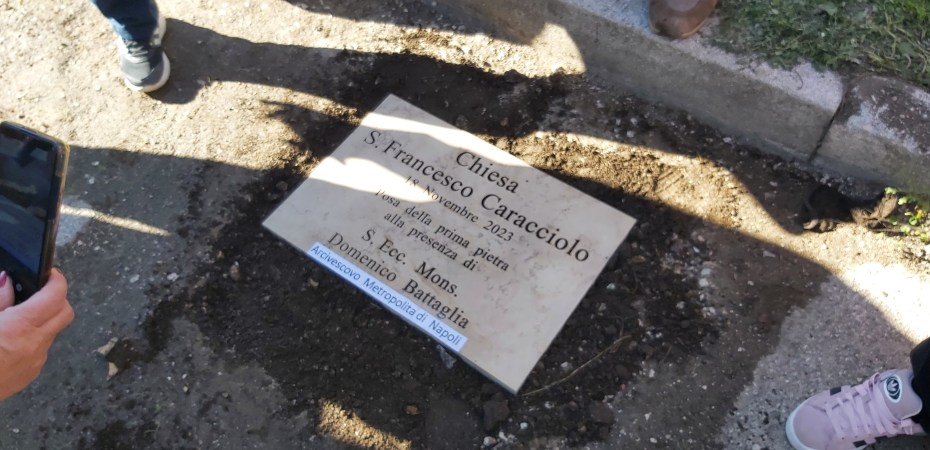 Chiesa
S. Francesco Caracciolo
18 Novembre 2023
Posa della prima pietra
alla presenza di
S. Ecc. Mons.
Domenico Battaglia
Arcivescovo Metropolita di Napoli